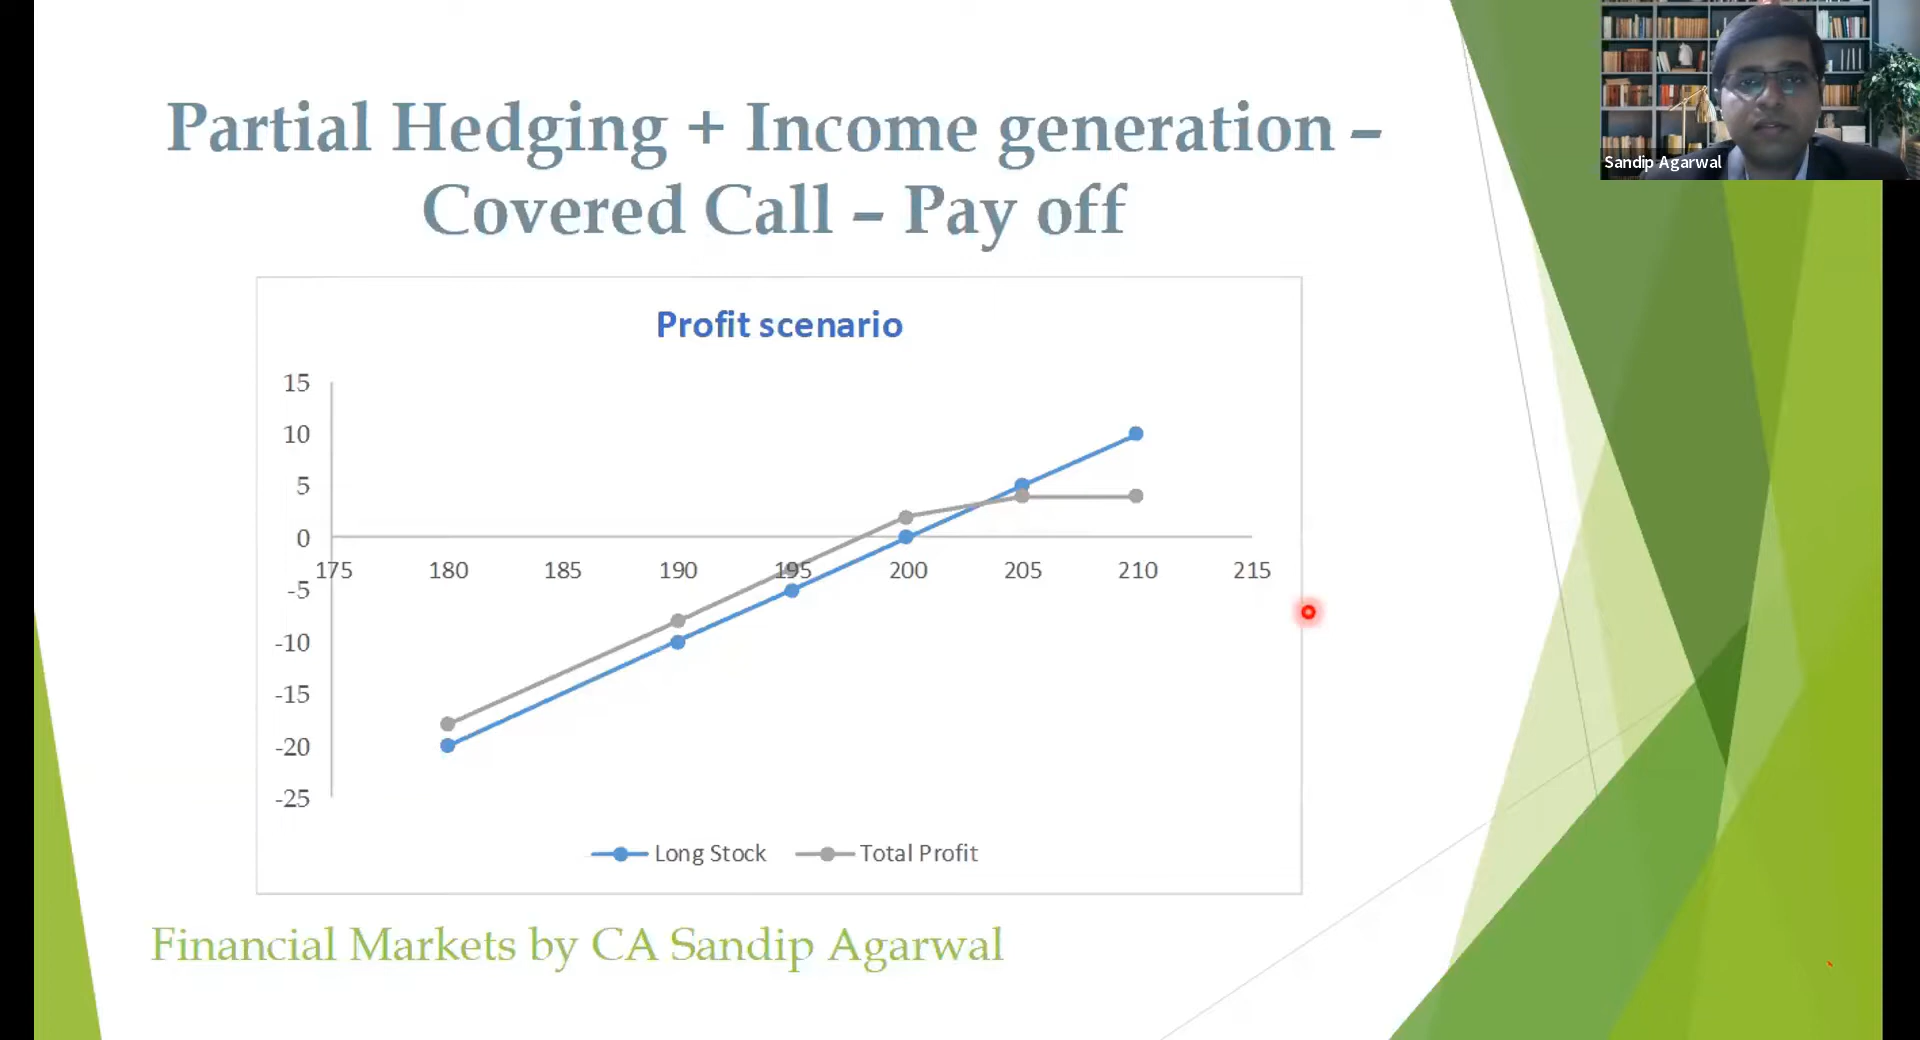 Sandip Agarwal
Partial Hedging + Income generation –
Covered Call – Pay off
Profit scenario
15
10
5
0
175 180 185 190 195 200 205 210 215
-5
-10
-15
-20
-25
Long Stock Total Profit
Financial Markets by CA Sandip Agarwal